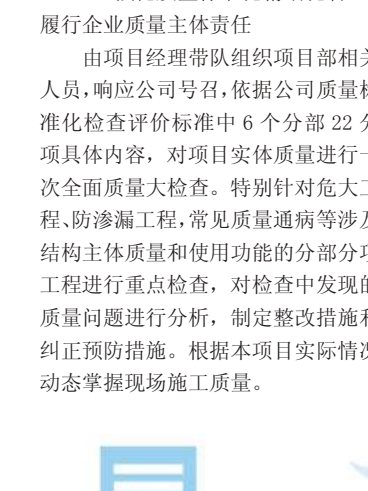 履行企业质量主体责任
由项目经理带队组织项目部相关
人员，响应公司号召，依据公司质量标
准化检查评价标准中 6 个分部 22 分
项具体内容，对项目实体质量进行一
次全面质量大检查。特别针对危大工
程、防渗漏工程，常见质量通病等涉及
结构主体质量和使用功能的分部分项
工程进行重点检查，对检查中发现的
质量问题进行分析，制定整改措施和
纠正预防措施。根据本项目实际情况
动态掌握现场施工质量。